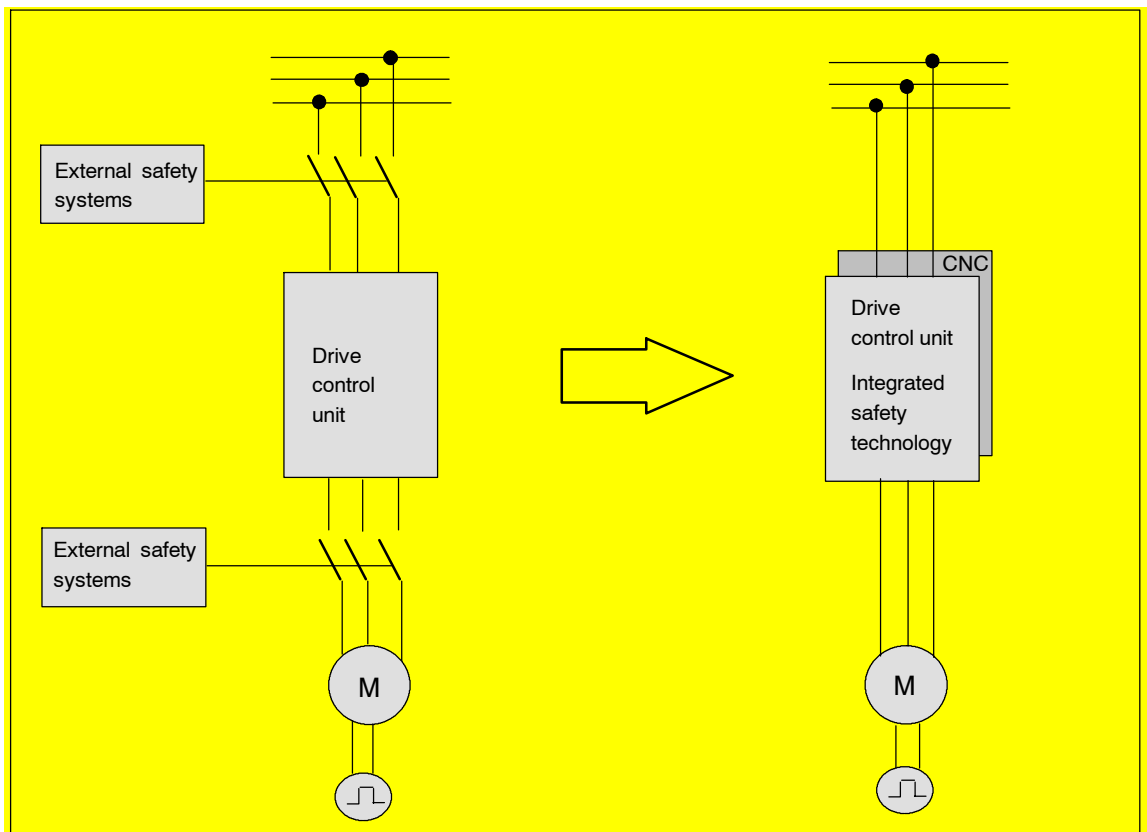 External safety
systems
Drive
control
unit
External safety
systems
M
CNC
Drive
control unit
Integrated
safety
technology
M